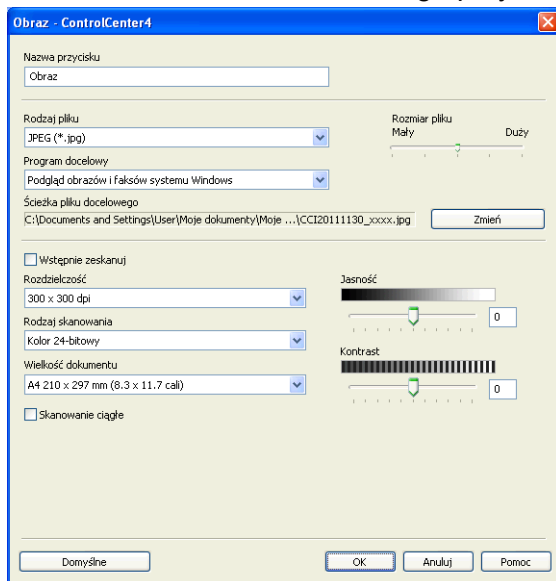 Obraz - ControlCenter4
Nazwa przycisku
Obraz
Rodzaj pliku
JPEG (*.jpg)
Rozmiar pliku
Mały Duży
Program docelowy
Podgląd obrazów i faksów systemu Windows
Ścieżka pliku docelowego
C:\Documents and Settings\User\Moje dokumenty\Moje ...\CCI20111130_xxxx.jpg Zmień
Wstępnie zeskanuj
Rozdzielczość
300 x 300 dpi
Rodzaj skanowania
Kolor 24-bitowy
Wielkość dokumentu
A4 210 x 297 mm (8.3 x 11.7 cali)
Skanowanie ciągłe
Jasność
0
Kontrast
0
Domyślne OK Anuluj Pomoc